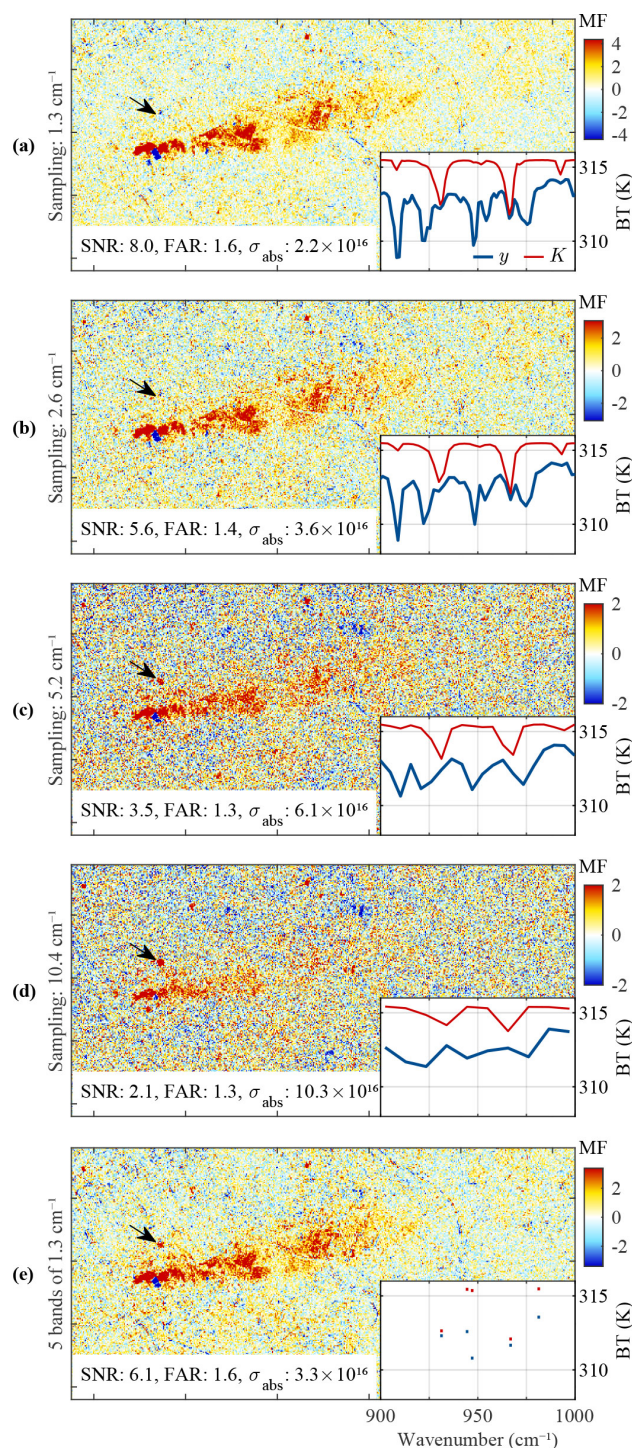 MF
(a)
Sampling: 1.3 cm⁻¹
4
2
0
-2
-4
315
310
BT (K)
y
K
SNR: 8.0, FAR: 1.6, σabs: 2.2×10¹⁶
MF
(b)
Sampling: 2.6 cm⁻¹
2
0
-2
315
310
BT (K)
SNR: 5.6, FAR: 1.4, σabs: 3.6×10¹⁶
MF
(c)
Sampling: 5.2 cm⁻¹
2
0
-2
315
310
BT (K)
SNR: 3.5, FAR: 1.3, σabs: 6.1×10¹⁶
MF
(d)
Sampling: 10.4 cm⁻¹
2
0
-2
315
310
BT (K)
SNR: 2.1, FAR: 1.3, σabs: 10.3×10¹⁶
MF
(e)
5 bands of 1.3 cm⁻¹
2
0
-2
315
310
BT (K)
SNR: 6.1, FAR: 1.6, σabs: 3.3×10¹⁶
900 950 1000
Wavenumber (cm⁻¹)